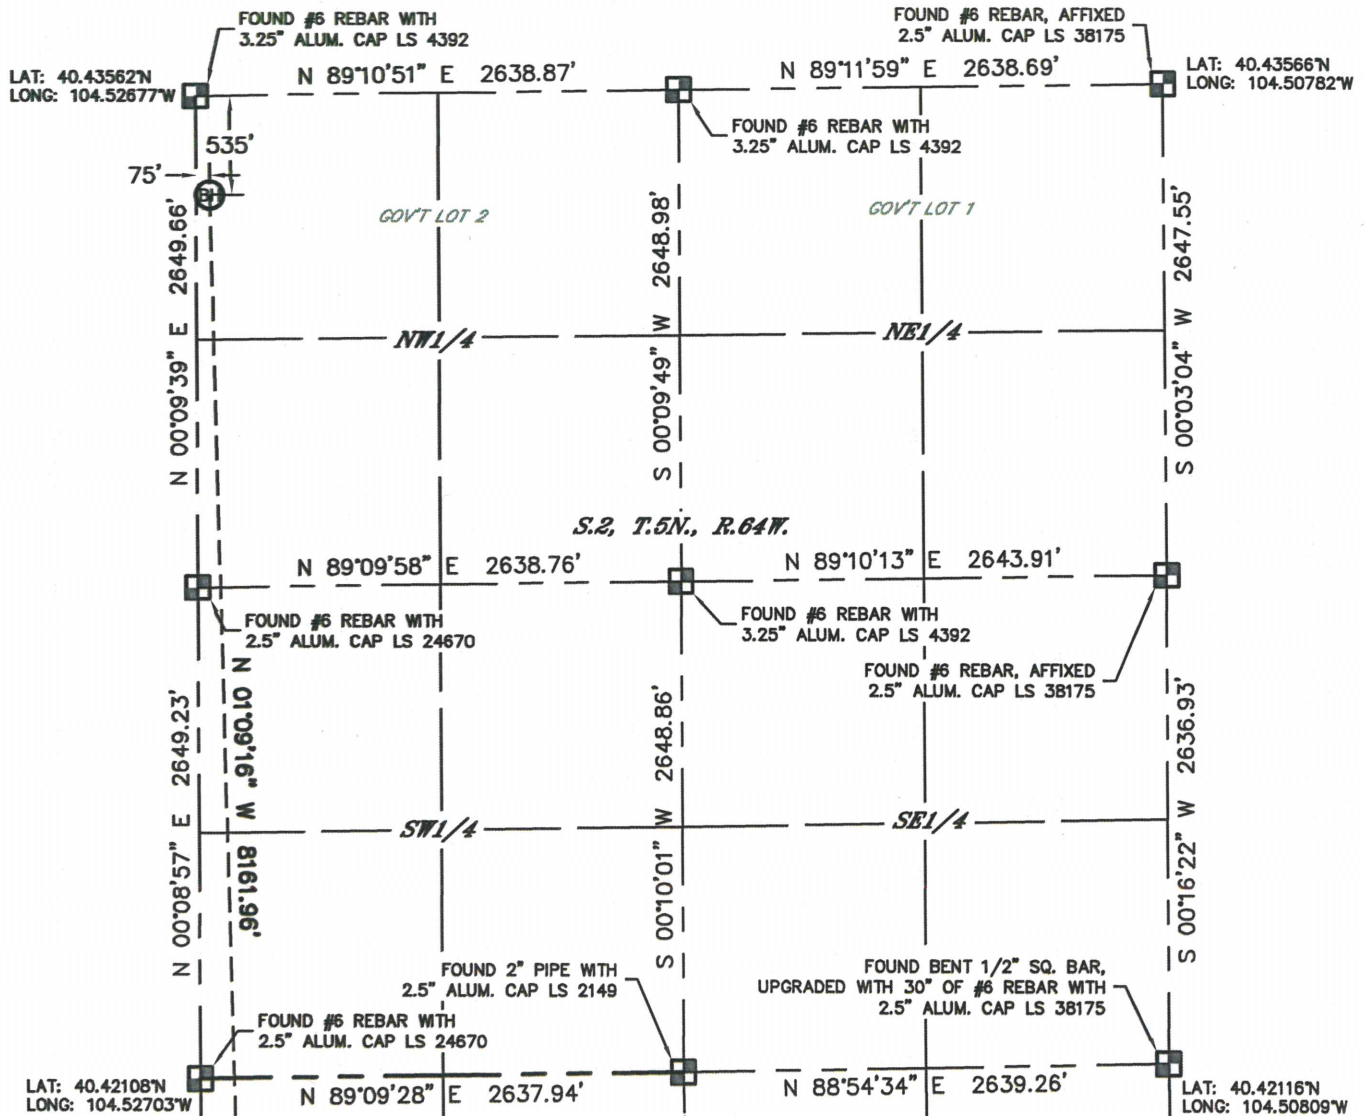 FOUND #6 REBAR WITH
3.25" ALUM. CAP LS 4392
FOUND #6 REBAR, AFFIXED
2.5" ALUM. CAP LS 38175
LAT: 40.43562°N
LONG: 104.52677°W
N 89°10'51" E 2638.87'
N 89°11'59" E 2638.69'
LAT: 40.43566°N
LONG: 104.50782°W
FOUND #6 REBAR WITH
3.25" ALUM. CAP LS 4392
535'
75'
BH
GOV'T LOT 2
GOV'T LOT 1
N 00°09'39" E 2649.66'
S 00°09'49" W 2648.98'
S 00°03'04" W 2647.55'
NW1/4
NE1/4
S.2, T.5N., R.64W.
N 89°09'58" E 2638.76'
N 89°10'13" E 2643.91'
FOUND #6 REBAR WITH
2.5" ALUM. CAP LS 24670
FOUND #6 REBAR WITH
3.25" ALUM. CAP LS 4392
FOUND #6 REBAR, AFFIXED
2.5" ALUM. CAP LS 38175
N 00°08'57" E 2649.23'
N 01°09'16" W 8161.96'
S 00°10'01" W 2648.86'
S 00°16'22" W 2636.93'
SW1/4
SE1/4
FOUND 2" PIPE WITH
2.5" ALUM. CAP LS 2149
FOUND BENT 1/2" SQ. BAR,
UPGRADED WITH 30" OF #6 REBAR WITH
2.5" ALUM. CAP LS 38175
FOUND #6 REBAR WITH
2.5" ALUM. CAP LS 24670
LAT: 40.42108°N
LONG: 104.52703°W
N 89°09'28" E 2637.94'
N 88°54'34" E 2639.26'
LAT: 40.42116°N
LONG: 104.50809°W